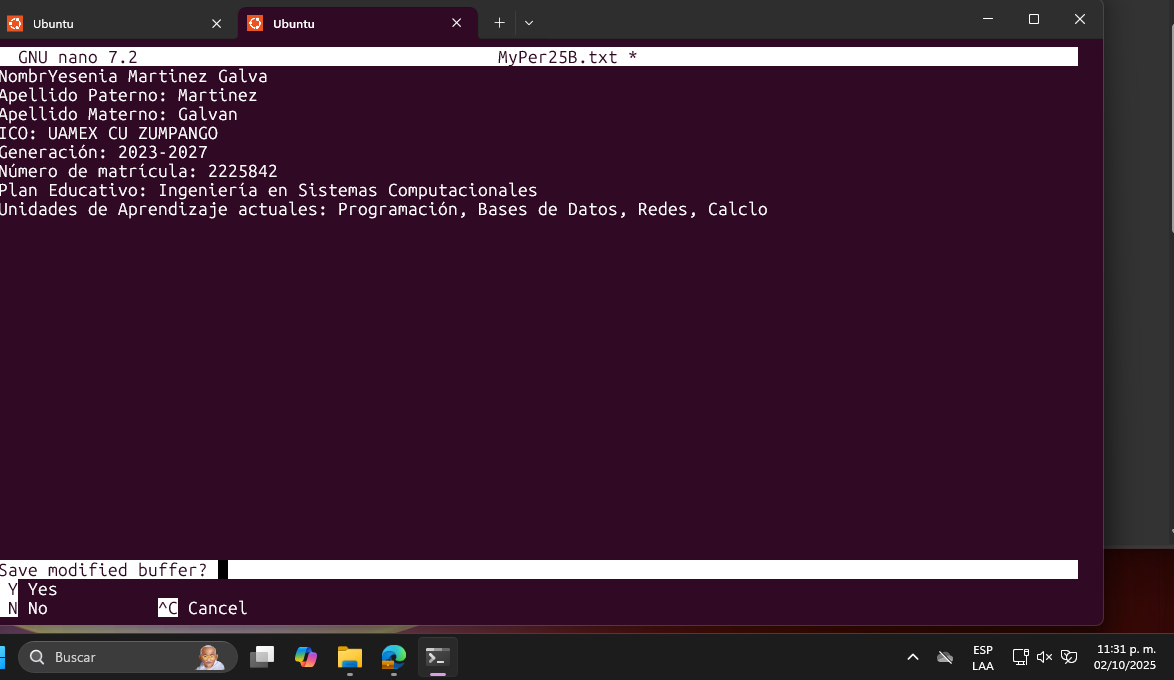 Ubuntu
Ubuntu
GNU nano 7.2 MyPer25B.txt *
NombrYesenia Martinez Galva
Apellido Paterno: Martinez
Apellido Materno: Galvan
ICO: UAMEX CU ZUMPANGO
Generación: 2023-2027
Número de matrícula: 2225842
Plan Educativo: Ingeniería en Sistemas Computacionales
Unidades de Aprendizaje actuales: Programación, Bases de Datos, Redes, Calclo
Save modified buffer?
Y Yes
N No ^C Cancel
Buscar
ESP
LAA
11:31 p. m.
02/10/2025